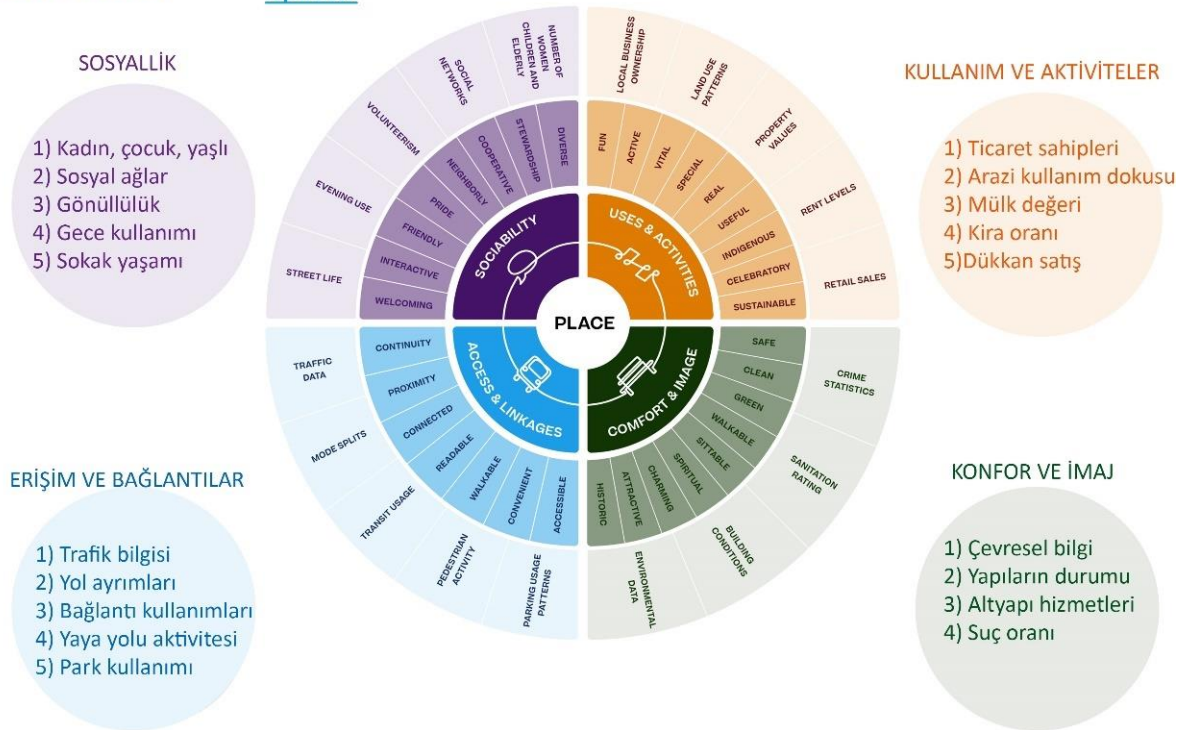 SOSYALLİK
1) Kadın, çocuk, yaşlı
2) Sosyal ağlar
3) Gönüllülük
4) Gece kullanımı
5) Sokak yaşamı
KULLANIM VE AKTİVİTELER
1) Ticaret sahipleri
2) Arazi kullanım dokusu
3) Mülk değeri
4) Kira oranı
5)Dükkan satış
NUMBER OF
WOMEN
CHILDREN AND
ELDERLY
SOCIAL
NETWORKS
VOLUNTEERISM
EVENING USE
STREET LIFE
DIVERSE
STEWARDSHIP
COOPERATIVE
NEIGHBORLY
PRIDE
FRIENDLY
INTERACTIVE
WELCOMING
SOCIABILITY
LOCAL BUSINESS
OWNERSHIP
LAND USE
PATTERNS
PROPERTY
VALUES
RENT LEVELS
RETAIL SALES
FUN
ACTIVE
VITAL
SPECIAL
REAL
USEFUL
INDIGENOUS
CELEBRATORY
SUSTAINABLE
USES & ACTIVITIES
PLACE
ACCESS & LINKAGES
CONTINUITY
PROXIMITY
CONNECTED
READABLE
WALKABLE
CONVENIENT
ACCESSIBLE
TRAFFIC
DATA
MODE SPLITS
TRANSIT USAGE
PEDESTRIAN
ACTIVITY
PARKING USAGE
PATTERNS
COMFORT & IMAGE
SAFE
CLEAN
GREEN
WALKABLE
SITTABLE
SPIRITUAL
CHARMING
ATTRACTIVE
HISTORIC
CRIME
STATISTICS
SANITATION
RATING
BUILDING
CONDITIONS
ENVIRONMENTAL
DATA
ERİŞİM VE BAĞLANTILAR
1) Trafik bilgisi
2) Yol ayrımları
3) Bağlantı kullanımları
4) Yaya yolu aktivitesi
5) Park kullanımı
KONFOR VE İMAJ
1) Çevresel bilgi
2) Yapıların durumu
3) Altyapı hizmetleri
4) Suç oranı